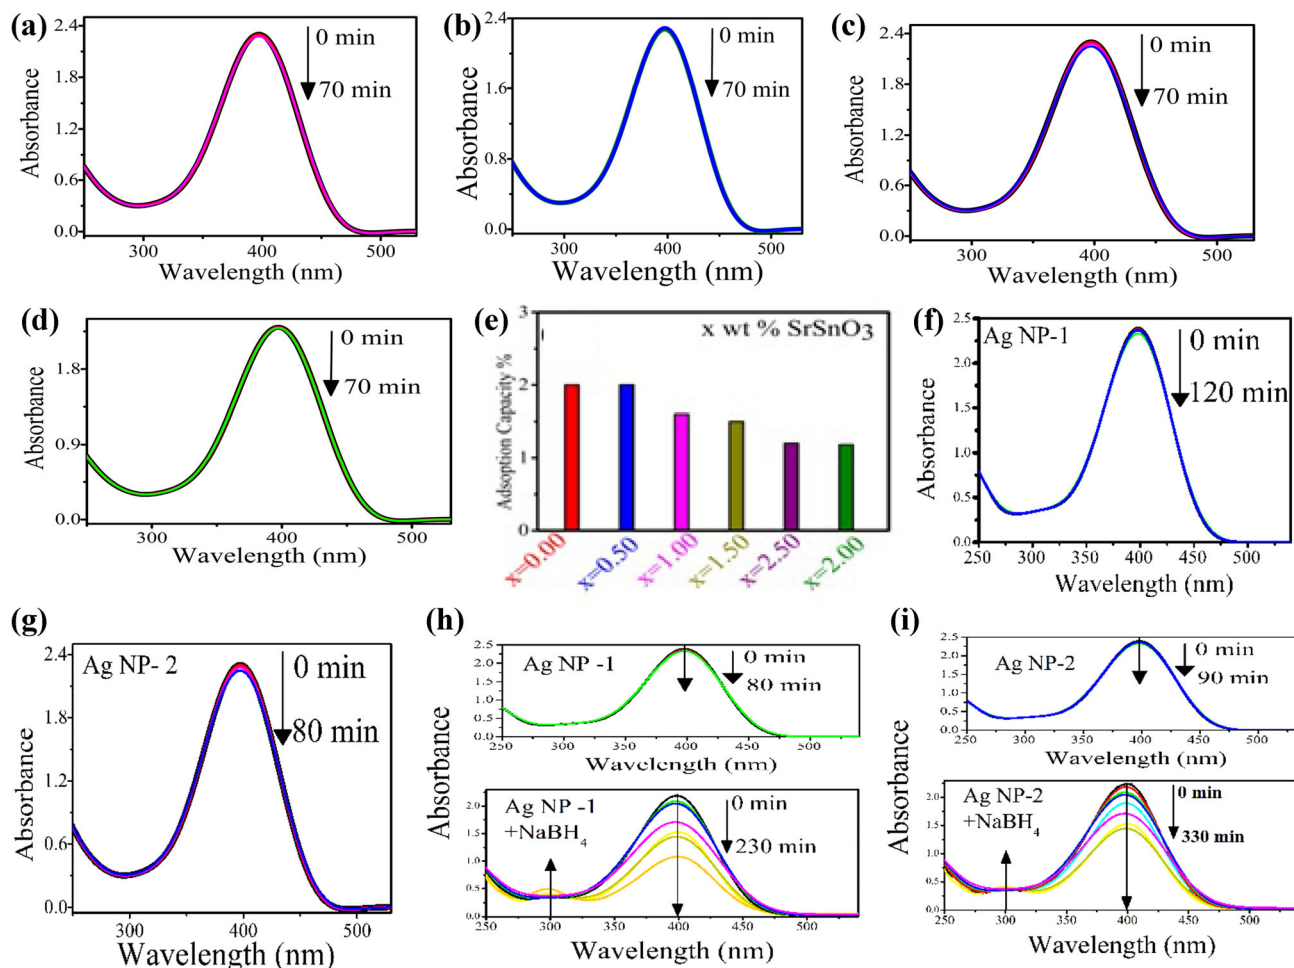 (a)
2.4
1.8
1.2
0.6
0.0
Absorbance
0 min
70 min
300 400 500
Wavelength (nm)
(b)
2.4
1.6
0.8
0.0
Absorbance
0 min
70 min
300 400 500
Wavelength (nm)
(c)
2.4
1.8
1.2
0.6
0.0
Absorbance
0 min
70 min
300 400 500
Wavelength (nm)
(d)
1.8
0.9
0.0
Absorbance
0 min
70 min
300 400 500
Wavelength (nm)
(e)
3
2
1
0
Adsoption Capacity %
x wt % SrSnO3
x=0.00 x=0.50 x=1.00 x=1.50 x=2.50 x=2.00
(f)
Ag NP-1
2.5
2.0
1.5
1.0
0.5
0.0
Absorbance
0 min
120 min
250 300 350 400 450 500
Wavelength (nm)
(g)
Ag NP- 2
2.4
1.8
1.2
0.6
0.0
Absorbance
0 min
80 min
300 400 500
Wavelength (nm)
(h)
Ag NP -1
2.5
2.0
1.5
1.0
0.5
0.0
0 min
80 min
250 300 350 400 450 500
Wavelength (nm)
Absorbance
Ag NP -1
+NaBH4
2.0
1.5
1.0
0.5
0.0
0 min
230 min
250 300 350 400 450 500
Wavelength (nm)
(i)
Ag NP-2
2.5
2.0
1.5
1.0
0.5
0.0
0 min
90 min
250 300 350 400 450 500
Wavelength (nm)
Absorbance
Ag NP-2
+NaBH4
2.0
1.5
1.0
0.5
0.0
0 min
330 min
250 300 350 400 450 500
Wavelength (nm)